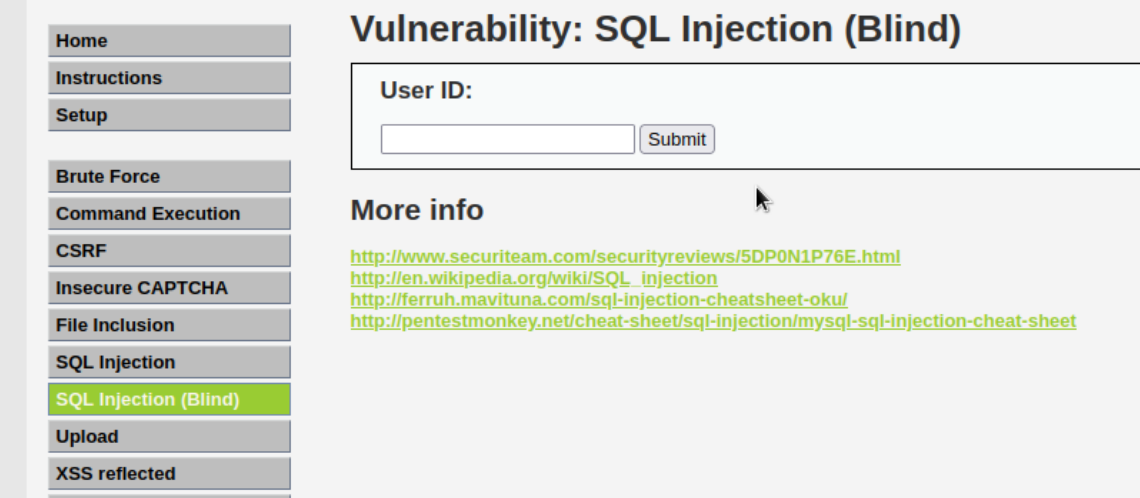 Home
Instructions
Setup
Brute Force
Command Execution
CSRF
Insecure CAPTCHA
File Inclusion
SQL Injection
SQL Injection (Blind)
Upload
XSS reflected
Vulnerability: SQL Injection (Blind)
User ID:
Submit
More info
http://www.securiteam.com/securityreviews/5DP0N1P76E.html
http://en.wikipedia.org/wiki/SQL_injection
http://ferruh.mavituna.com/sql-injection-cheatsheet-oku/
http://pentestmonkey.net/cheat-sheet/sql-injection/mysql-sql-injection-cheat-sheet